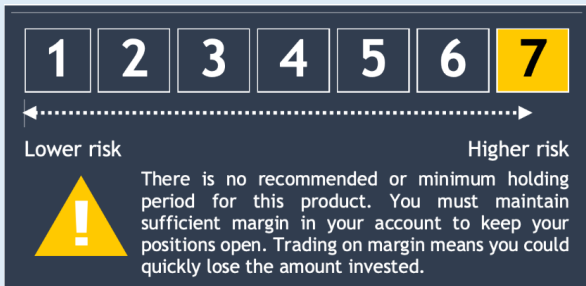 1 2 3 4 5 6 7
Lower risk Higher risk
!
There is no recommended or minimum holding
period for this product. You must maintain
sufficient margin in your account to keep your
positions open. Trading on margin means you could
quickly lose the amount invested.